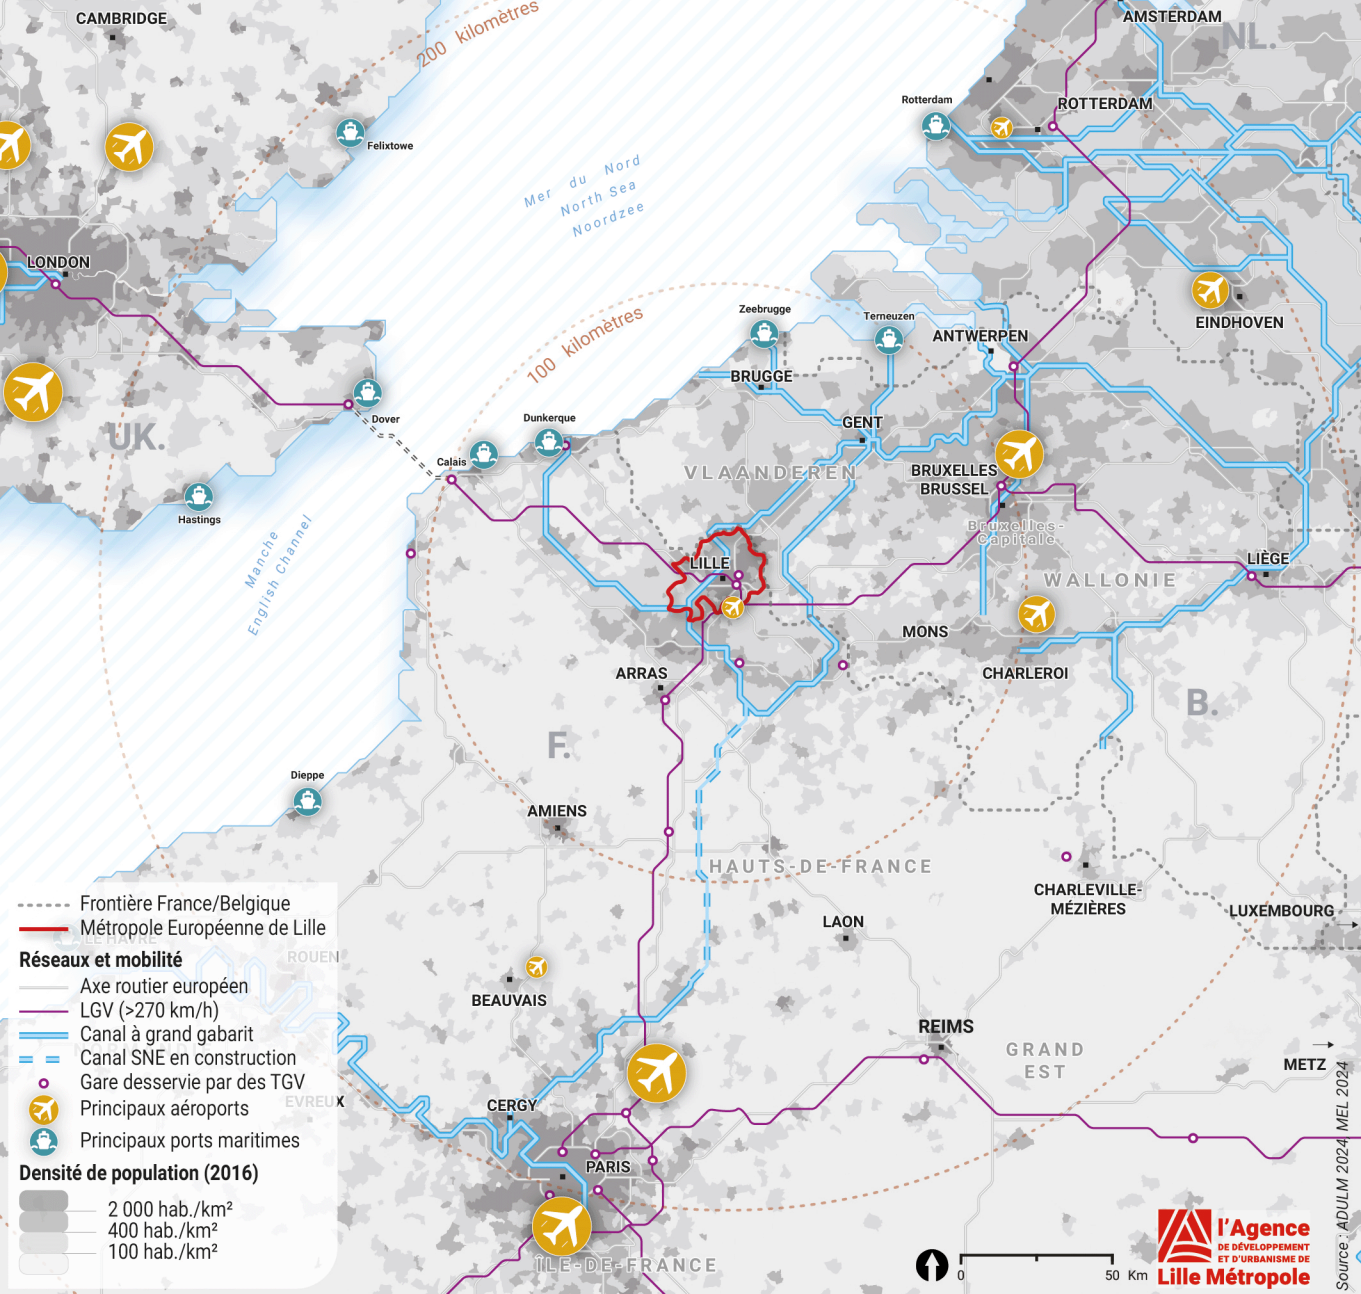 CAMBRIDGE
200 kilomètres
AMSTERDAM
NL.
Rotterdam
ROTTERDAM
Felixtowe
Mer du Nord
North Sea
Noordzee
LONDON
100 kilomètres
Zeebrugge
Terneuzen
EINDHOVEN
ANTWERPEN
BRUGGE
Dover
Dunkerque
GENT
UK.
Calais
VLAANDEREN
BRUXELLES
BRUSSEL
Hastings
Bruxelles-
Capitale
Manche
English Channel
LILLE
LIÈGE
WALLONIE
MONS
ARRAS
CHARLEROI
B.
F.
Dieppe
AMIENS
HAUTS-DE-FRANCE
CHARLEVILLE-
MÉZIÈRES
LUXEMBOURG
LAON
LE HAVRE
ROUEN
BEAUVAIS
REIMS
GRAND
EST
METZ
EVREUX
CERGY
PARIS
ÎLE-DE-FRANCE
Frontière France/Belgique
Métropole Européenne de Lille
Réseaux et mobilité
Axe routier européen
LGV (>270 km/h)
Canal à grand gabarit
Canal SNE en construction
Gare desservie par des TGV
Principaux aéroports
Principaux ports maritimes
Densité de population (2016)
2 000 hab./km²
400 hab./km²
100 hab./km²
0 50 Km
l'Agence
DE DÉVELOPPEMENT
ET D'URBANISME DE
Lille Métropole
Source : ADULM 2024, MEL 2024